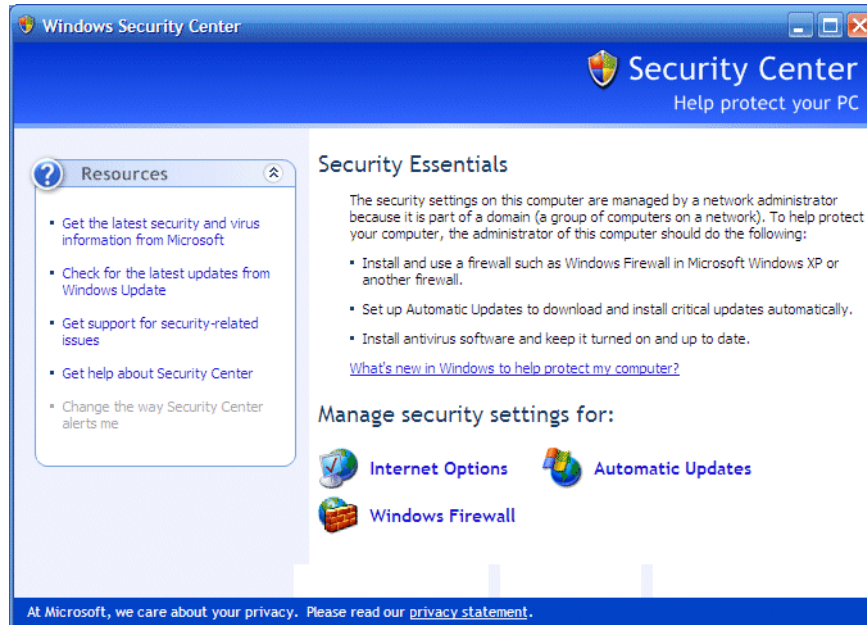 Windows Security Center
Security Center
Help protect your PC
Resources
Get the latest security and virus
information from Microsoft
Check for the latest updates from
Windows Update
Get support for security-related
issues
Get help about Security Center
Change the way Security Center
alerts me
Security Essentials
The security settings on this computer are managed by a network administrator
because it is part of a domain (a group of computers on a network). To help protect
your computer, the administrator of this computer should do the following:
Install and use a firewall such as Windows Firewall in Microsoft Windows XP or
another firewall.
Set up Automatic Updates to download and install critical updates automatically.
Install antivirus software and keep it turned on and up to date.
What's new in Windows to help protect my computer?
Manage security settings for:
Internet Options
Automatic Updates
Windows Firewall
At Microsoft, we care about your privacy. Please read our privacy statement.